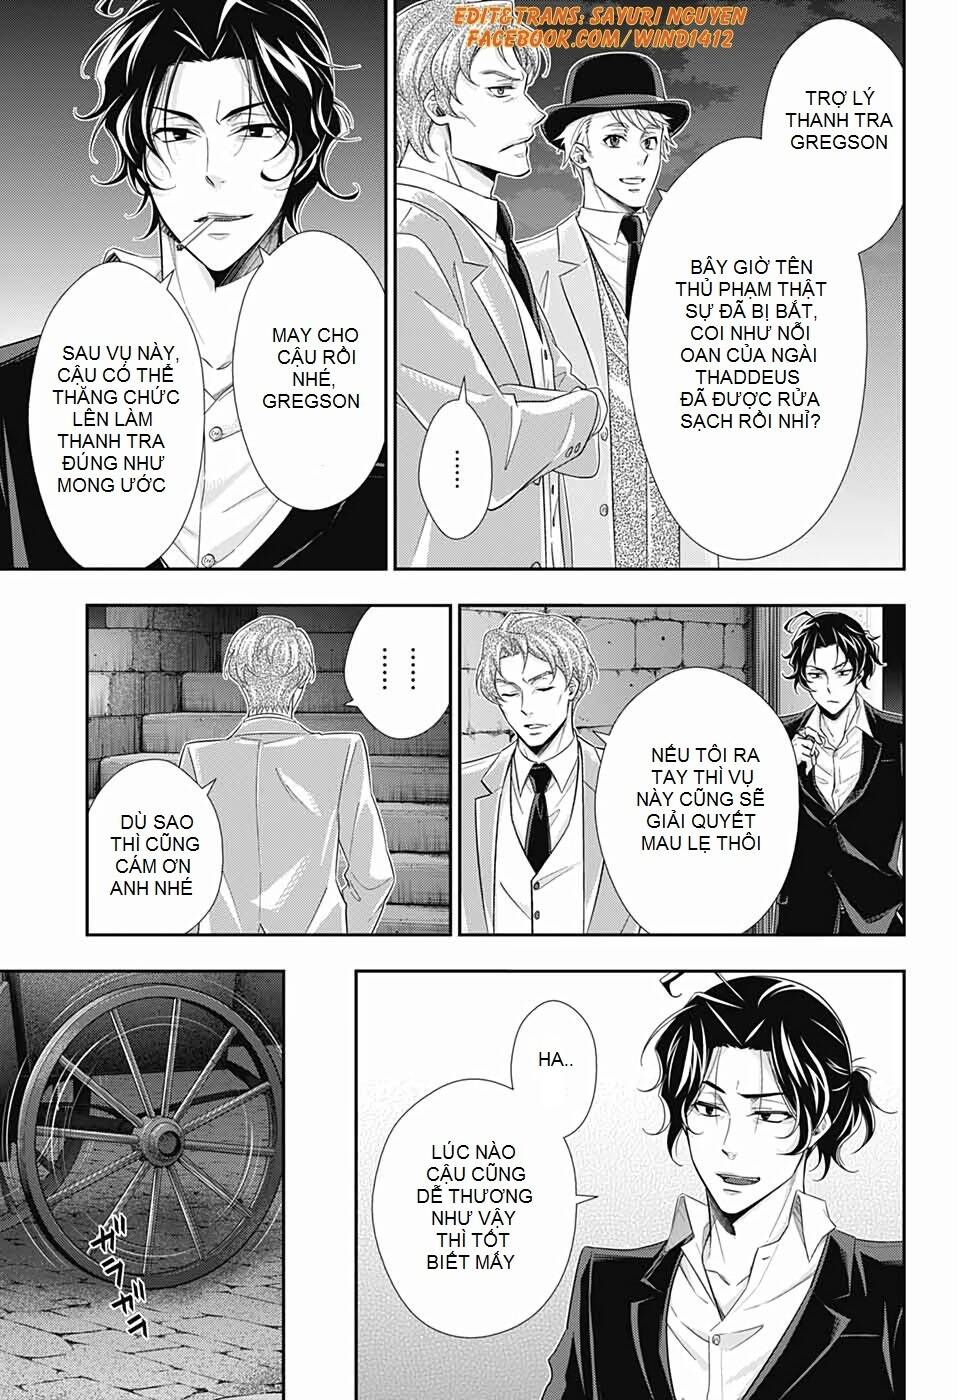 EDIT&TRANS: SAYURI NGUYEN
FACEBOOK.COM/WIND1412
TRỢ LÝ
THANH TRA
GREGSON
BÂY GIỜ TÊN
THỦ PHẠM THẬT
SỰ ĐÃ BỊ BẮT,
COI NHƯ NỖI
OAN CỦA NGÀI
THADDEUS
ĐÃ ĐƯỢC RỬA
SẠCH RỒI NHỈ?
......
MAY CHO
CẬU RỒI
NHÉ,
GREGSON
SAU VỤ NÀY,
CẬU CÓ THỂ
THĂNG CHỨC
LÊN LÀM
THANH TRA
ĐÚNG NHƯ
MONG ƯỚC
NẾU TÔI RA
TAY THÌ VỤ
NÀY CŨNG SẼ
GIẢI QUYẾT
MAU LẸ THÔI
......
......
DÙ SAO
THÌ CŨNG
CÁM ƠN
ANH NHÉ
HA..
LÚC NÀO
CẬU CŨNG
DỄ THƯƠNG
NHƯ VẬY
THÌ TỐT
BIẾT MẤY
ガラガラ